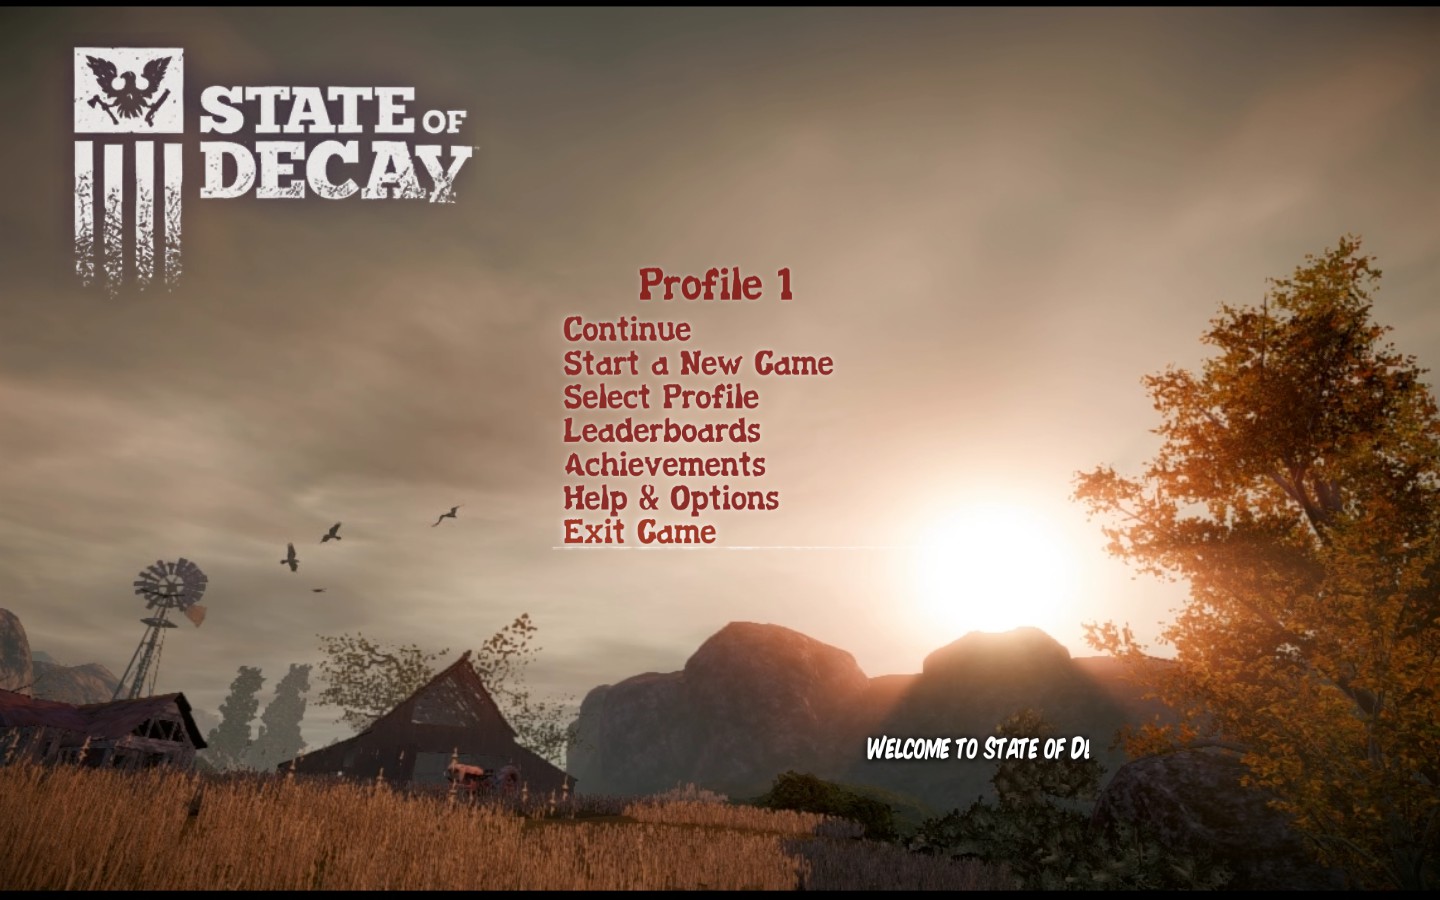 STATE OF
DECAY
Profile 1
Continue
Start a New Game
Select Profile
Leaderboards
Achievements
Help & Options
Exit Game
WELCOME TO STATE OF